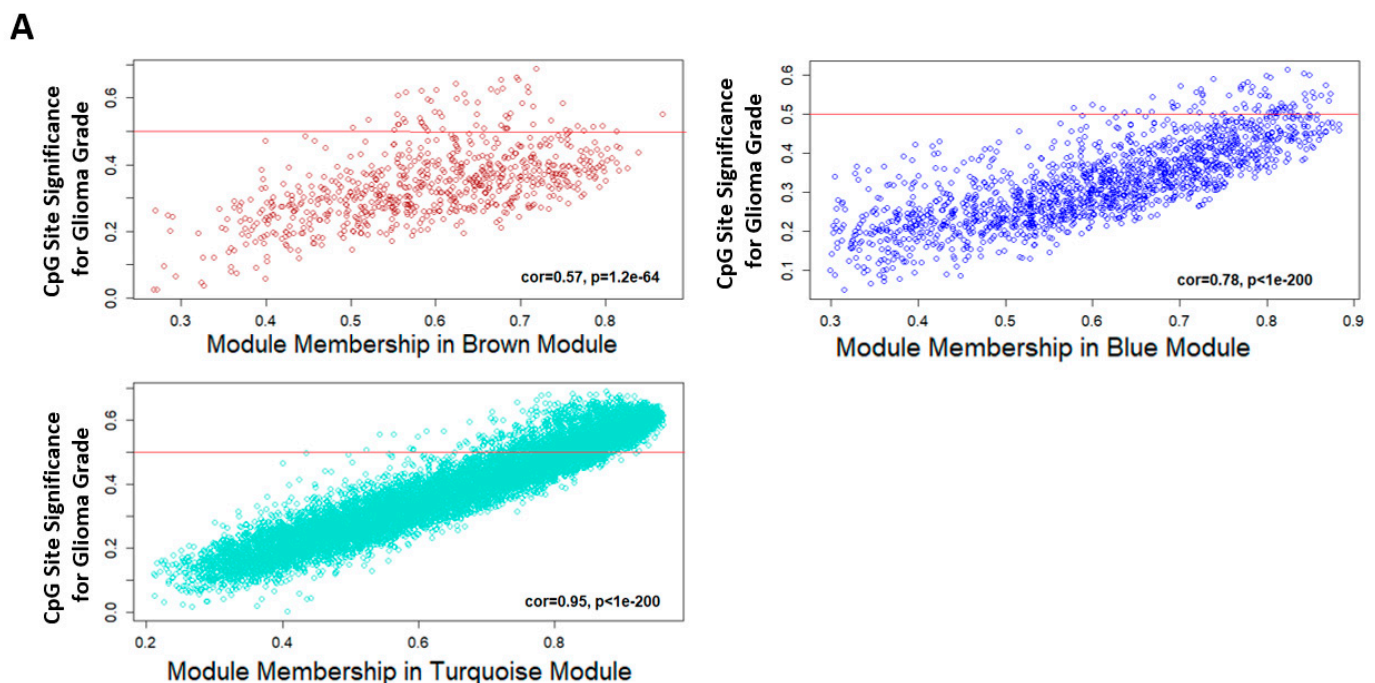 A
CpG Site Significance
for Glioma Grade
0.6
0.4
0.2
0.0
cor=0.57, p=1.2e-64
0.3 0.4 0.5 0.6 0.7 0.8
Module Membership in Brown Module
CpG Site Significance
for Glioma Grade
0.6
0.5
0.4
0.3
0.2
0.1
cor=0.78, p<1e-200
0.3 0.4 0.5 0.6 0.7 0.8 0.9
Module Membership in Blue Module
CpG Site Significance
for Glioma Grade
0.6
0.4
0.2
0.0
cor=0.95, p<1e-200
0.2 0.4 0.6 0.8
Module Membership in Turquoise Module